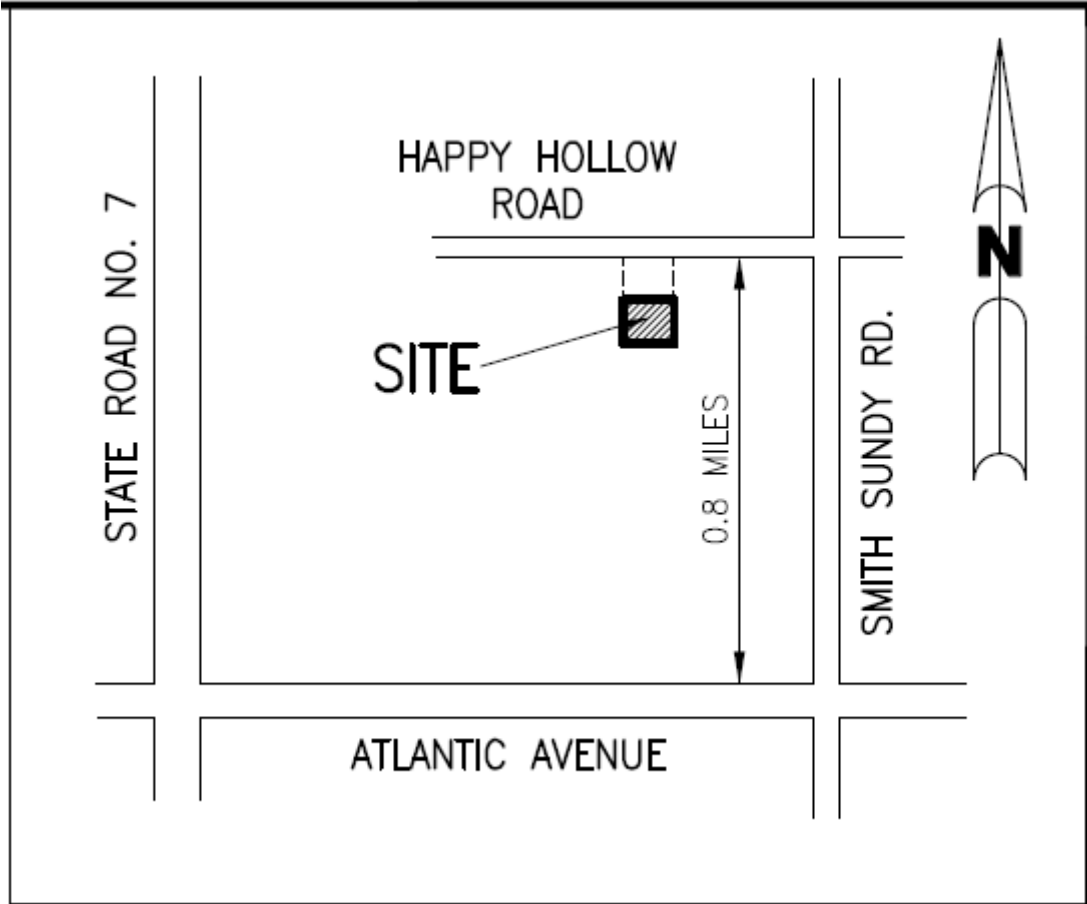 HAPPY HOLLOW
ROAD
N
STATE ROAD NO. 7
SITE
0.8 MILES
SMITH SUNDY RD.
ATLANTIC AVENUE